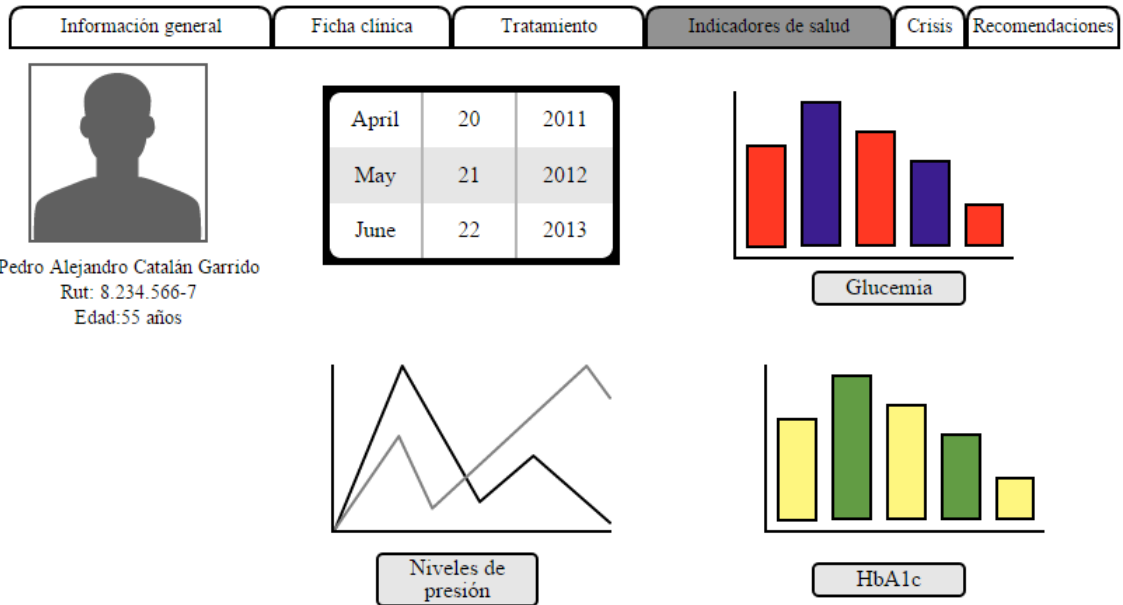 Información general
Ficha clínica
Tratamiento
Indicadores de salud
Crisis
Recomendaciones
Pedro Alejandro Catalán Garrido
Rut: 8.234.566-7
Edad:55 años
April 20 2011
May 21 2012
June 22 2013
Glucemia
Niveles de
presión
HbA1c